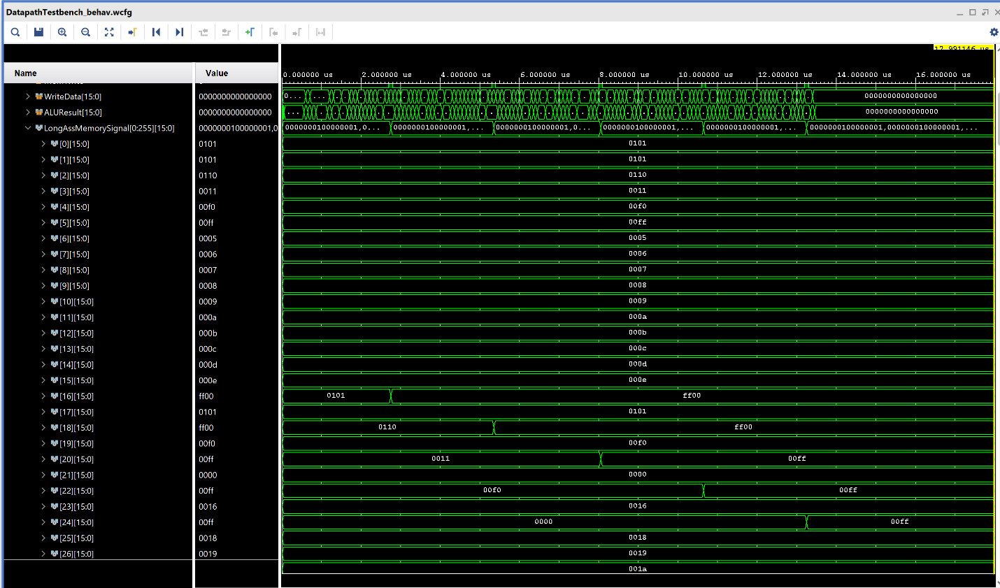 DatapathTestbench_behav.wcfg
17.991146 us
Name Value
0.000000 us 2.000000 us 4.000000 us 6.000000 us 8.000000 us 10.000000 us 12.000000 us 14.000000 us 16.000000 us
WriteData[15:0] 0000000000000000 0... 0000000000000000
ALUResult[15:0] 0000000000000000 ... 0000000000000000
LongAssMemorySignal[0:255][15:0] 0000000100000001,0 0000000100000001,0... 0000000100000001,... 0000000100000001,0... 0000000100000001,... 0000000100000001,... 0000000100000001,0000000100000001,...
[0][15:0] 0101 0101
[1][15:0] 0101 0101
[2][15:0] 0110 0110
[3][15:0] 0011 0011
[4][15:0] 00f0 00f0
[5][15:0] 00ff 00ff
[6][15:0] 0005 0005
[7][15:0] 0006 0006
[8][15:0] 0007 0007
[9][15:0] 0008 0008
[10][15:0] 0009 0009
[11][15:0] 000a 000a
[12][15:0] 000b 000b
[13][15:0] 000c 000c
[14][15:0] 000d 000d
[15][15:0] 000e 000e
[16][15:0] ff00 0101 ff00
[17][15:0] 0101 0101
[18][15:0] ff00 0110 ff00
[19][15:0] 00f0 00f0
[20][15:0] 00ff 0011 00ff
[21][15:0] 0000 0000
[22][15:0] 00ff 00f0 00ff
[23][15:0] 0016 0016
[24][15:0] 00ff 0000 00ff
[25][15:0] 0018 0018
[26][15:0] 0019 0019
001a